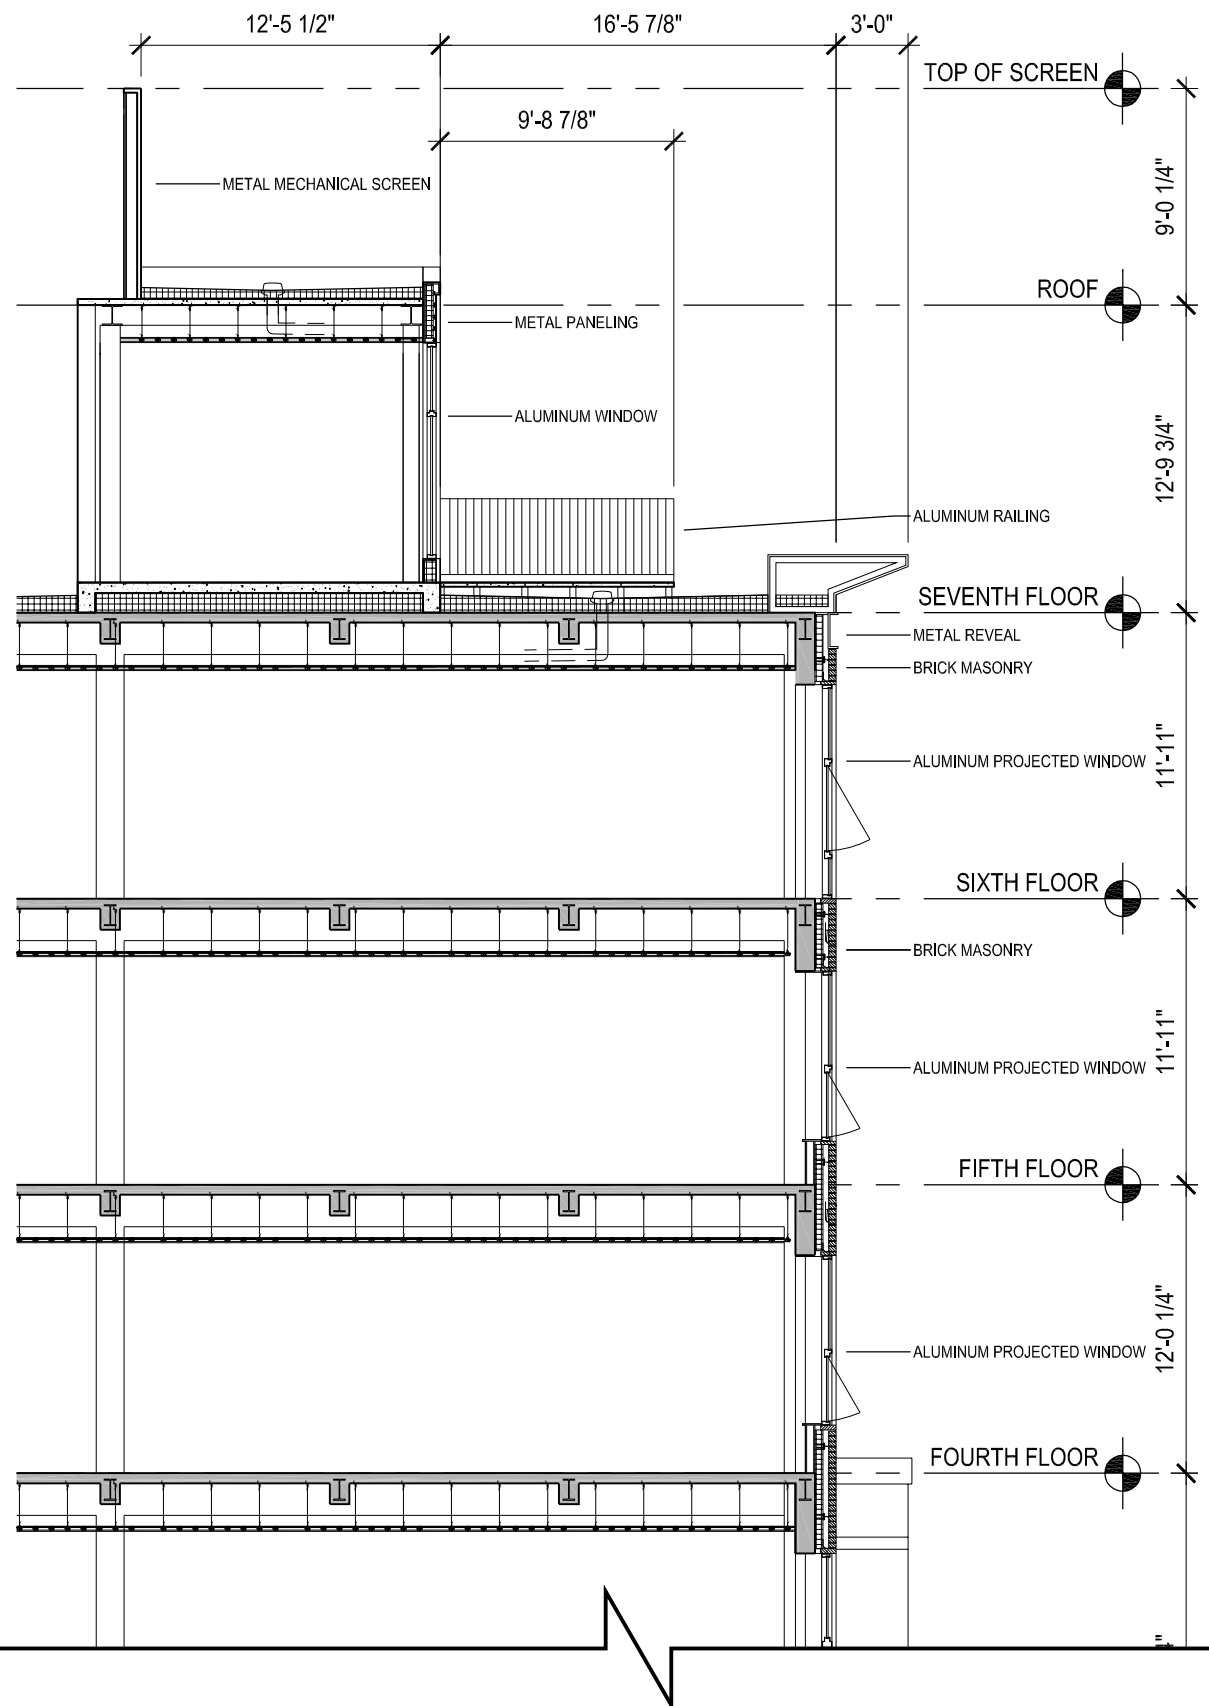 12'-5 1/2" 16'-5 7/8" 3'-0"
TOP OF SCREEN
9'-8 7/8"
METAL MECHANICAL SCREEN
9'-0 1/4"
ROOF
METAL PANELING
ALUMINUM WINDOW
12'-9 3/4"
ALUMINUM RAILING
SEVENTH FLOOR
METAL REVEAL
BRICK MASONRY
11'-11"
ALUMINUM PROJECTED WINDOW
SIXTH FLOOR
BRICK MASONRY
11'-11"
ALUMINUM PROJECTED WINDOW
FIFTH FLOOR
12'-0 1/4"
ALUMINUM PROJECTED WINDOW
FOURTH FLOOR